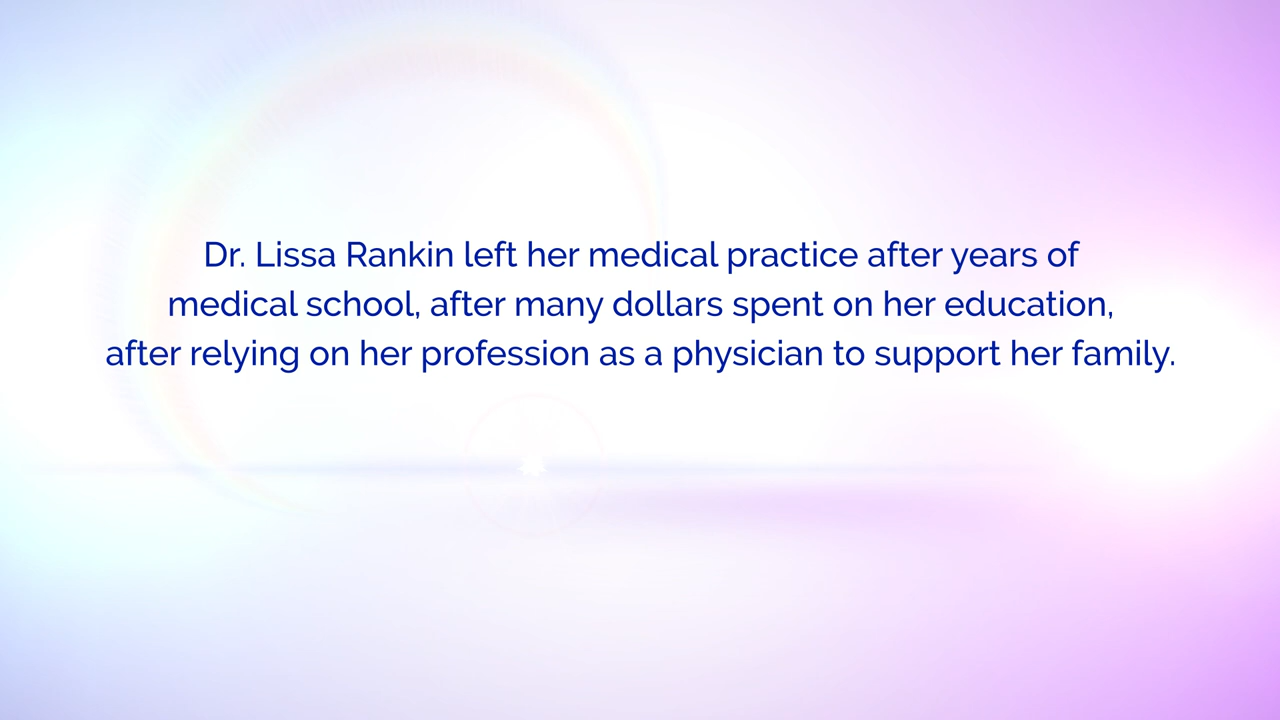 Dr. Lissa Rankin left her medical practice after years of
medical school, after many dollars spent on her education,
after relying on her profession as a physician to support her family.